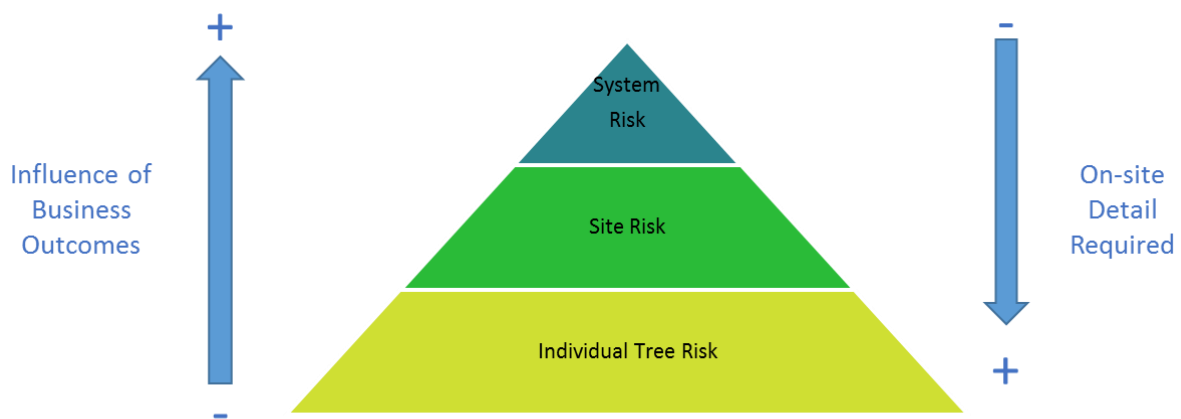 +
-
System
Risk
Influence of
Business
Outcomes
On-site
Detail
Required
Site Risk
Individual Tree Risk
+
-